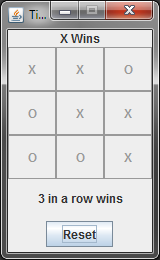 Ti...
X Wins
X X O
O X X
O O X
3 in a row wins
Reset